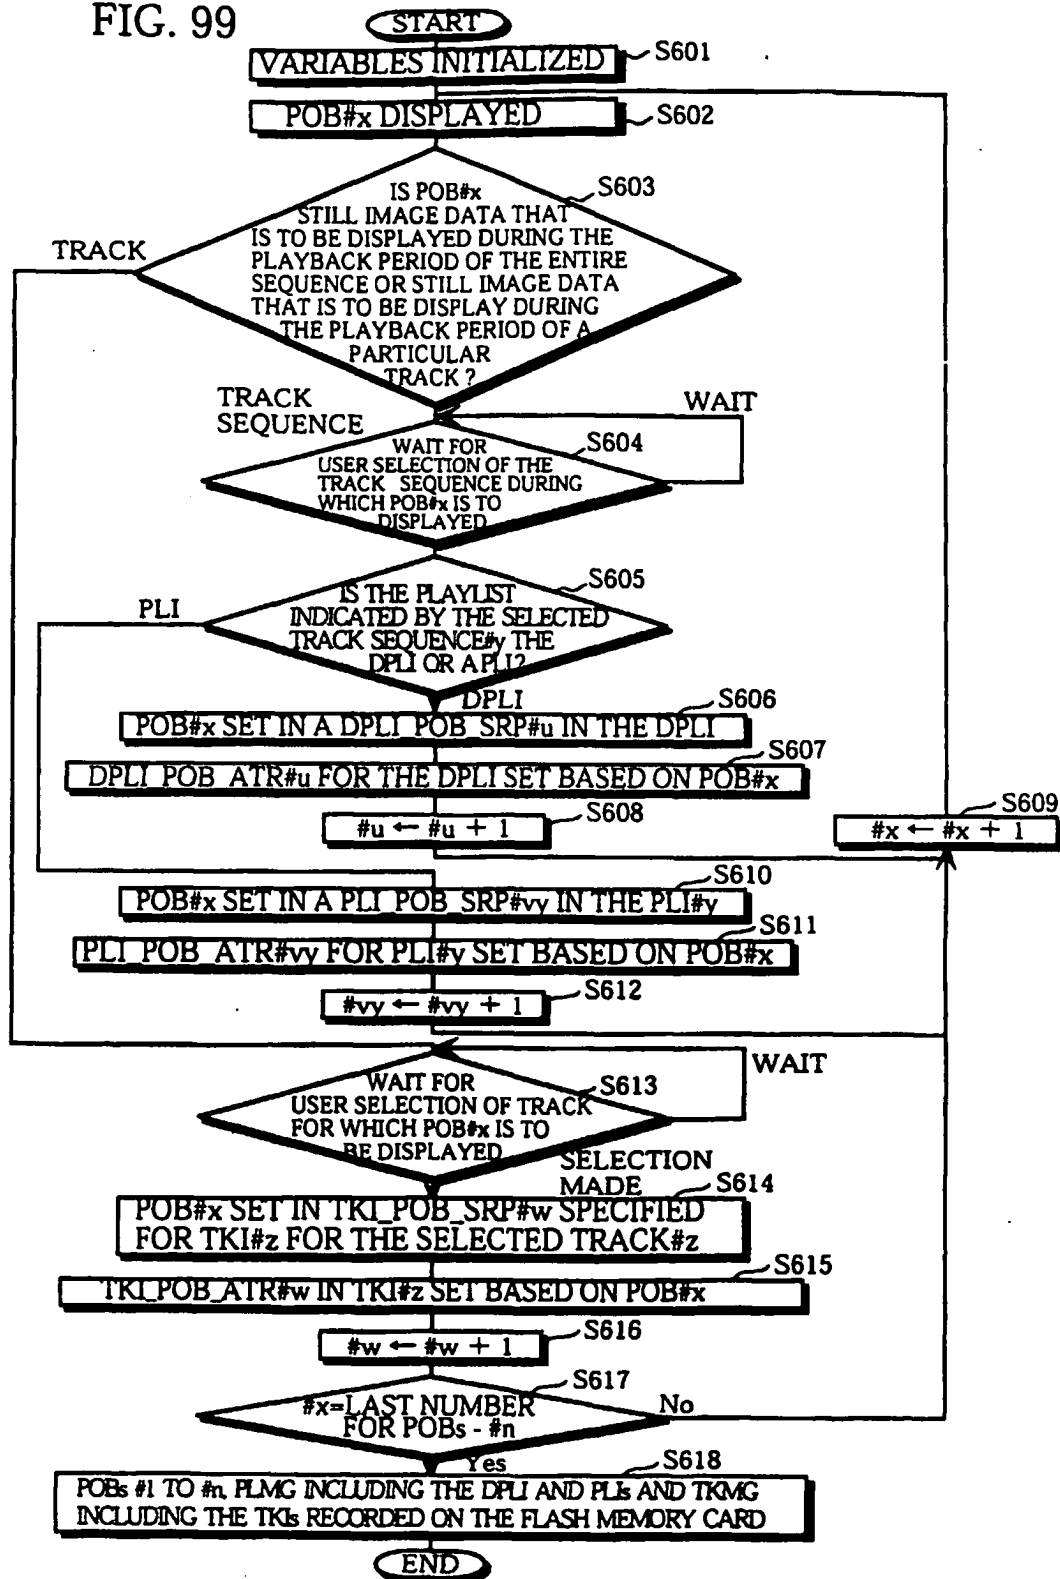 FIG. 99
START
VARIABLES INITIALIZED
S601
POB#x DISPLAYED
S602
S603
IS POB#x
STILL IMAGE DATA THAT
IS TO BE DISPLAYED DURING THE
PLAYBACK PERIOD OF THE ENTIRE
SEQUENCE OR STILL IMAGE DATA
THAT IS TO BE DISPLAY DURING
THE PLAYBACK PERIOD OF A
PARTICULAR
TRACK ?
TRACK
TRACK
SEQUENCE
WAIT
S604
WAIT FOR
USER SELECTION OF THE
TRACK SEQUENCE DURING
WHICH POB#x IS TO
DISPLAYED
S605
IS THE PLAYLIST
INDICATED BY THE SELECTED
TRACK SEQUENCE#y THE
DPLI OR A PLI?
PLI
DPLI
S606
POB#x SET IN A DPLI_POB_SRP#u IN THE DPLI
S607
DPLI_POB_ATR#u FOR THE DPLI SET BASED ON POB#x
S608
#u ← #u + 1
S609
#x ← #x + 1
S610
POB#x SET IN A PLI_POB_SRP#vy IN THE PLI#y
S611
PLI_POB_ATR#vy FOR PLI#y SET BASED ON POB#x
S612
#vy ← #vy + 1
WAIT
S613
WAIT FOR
USER SELECTION OF TRACK
FOR WHICH POB#x IS TO
BE DISPLAYED
SELECTION
MADE
S614
POB#x SET IN TKI_POB_SRP#w SPECIFIED
FOR TKI#z FOR THE SELECTED TRACK#z
S615
TKI_POB_ATR#w IN TKI#z SET BASED ON POB#x
S616
#w ← #w + 1
S617
#x=LAST NUMBER
FOR POBs - #n
No
Yes
S618
POBs #1 TO #n, PLMG INCLUDING THE DPLI AND PLIs AND TKMG
INCLUDING THE TKIs RECORDED ON THE FLASH MEMORY CARD
END